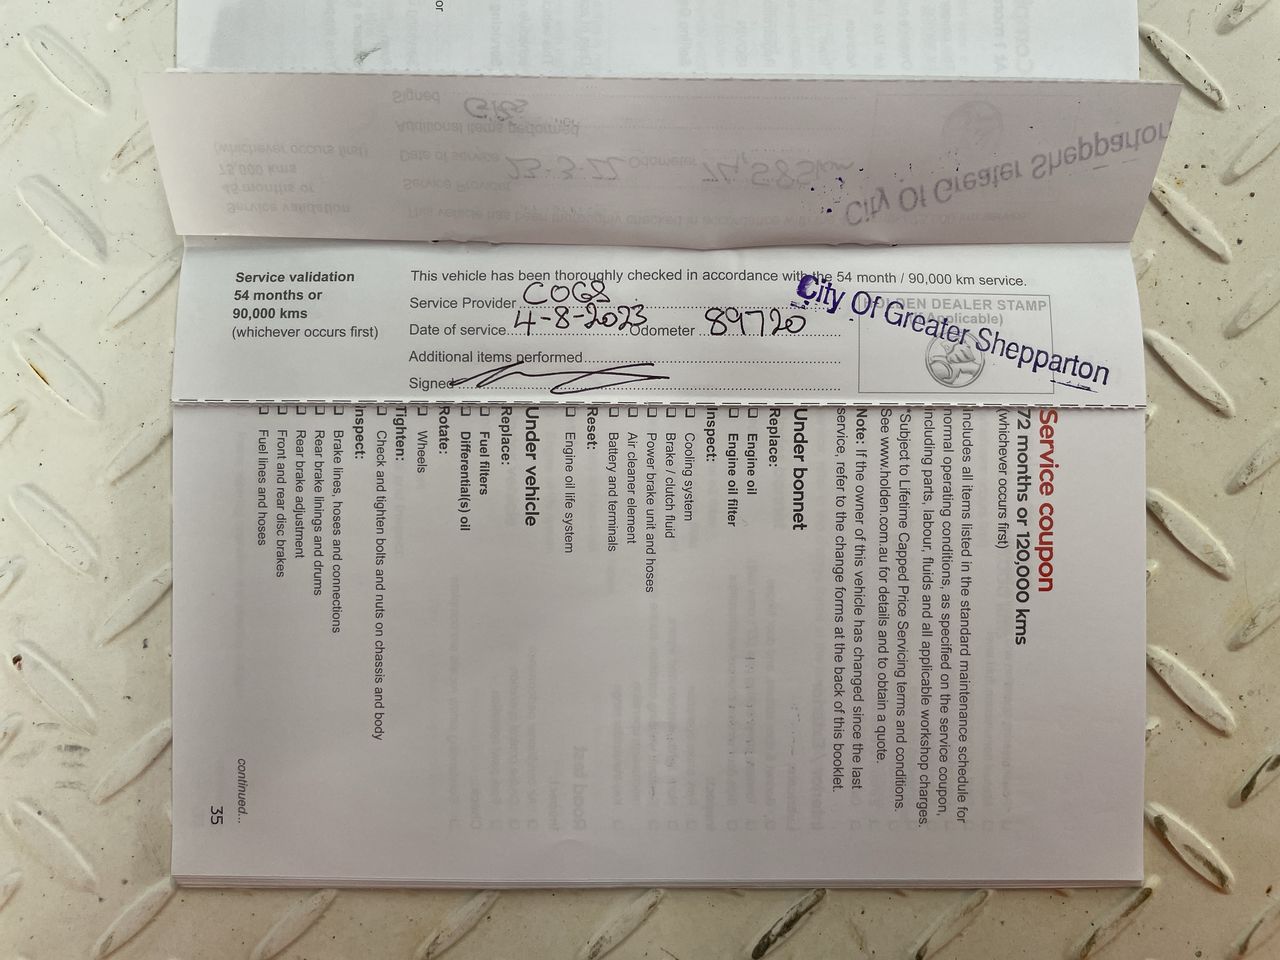 or
Service validation
54 months or
90,000 kms
(whichever occurs first)
This vehicle has been thoroughly checked in accordance with the 54 month / 90,000 km service.
Service Provider COGS
Date of service 4-8-2023 Odometer 89720
Additional items performed
Signed
HOLDEN DEALER STAMP
(if Applicable)
City Of Greater Shepparton
Service coupon
72 months or 120,000 kms
(whichever occurs first)
Includes all items listed in the standard maintenance schedule for
normal operating conditions, as specified on the service coupon,
including parts, labour, fluids and all applicable workshop charges.
*Subject to Lifetime Capped Price Servicing terms and conditions.
See www.holden.com.au for details and to obtain a quote.
Note: If the owner of this vehicle has changed since the last
service, refer to the change forms at the back of this booklet.
Under bonnet
Replace:
Engine oil
Engine oil filter
Inspect:
Cooling system
Brake / clutch fluid
Power brake unit and hoses
Air cleaner element
Battery and terminals
Reset:
Engine oil life system
Under vehicle
Replace:
Fuel filters
Differential(s) oil
Rotate:
Wheels
Tighten:
Check and tighten bolts and nuts on chassis and body
Inspect:
Brake lines, hoses and connections
Rear brake linings and drums
Rear brake adjustment
Front and rear disc brakes
Fuel lines and hoses
continued...
35